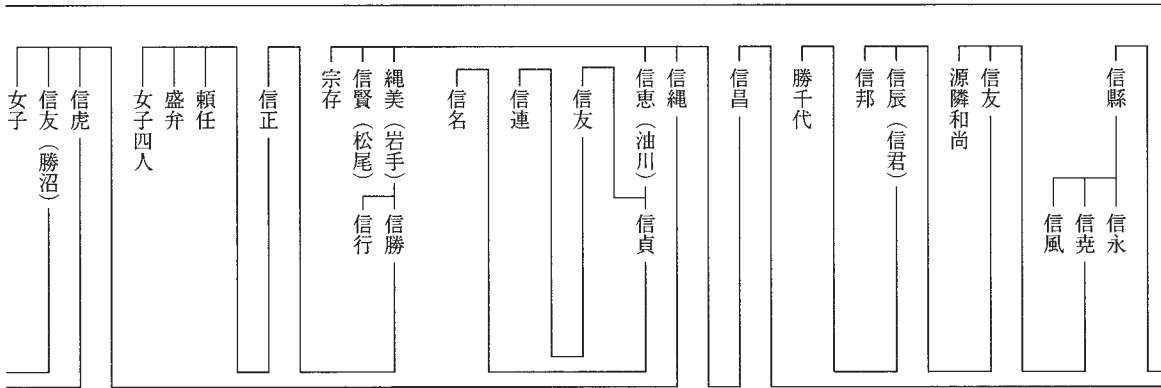 信縣
信永
信尭
信風
信友
源隣和尚
信辰（信君）
信邦
勝千代
信昌
信縄
信恵（油川）
信貞
信友
信連
信名
縄美（岩手）
信勝
信行
信賢（松尾）
宗存
信正
頼任
盛弁
女子四人
信虎
信友（勝沼）
女子